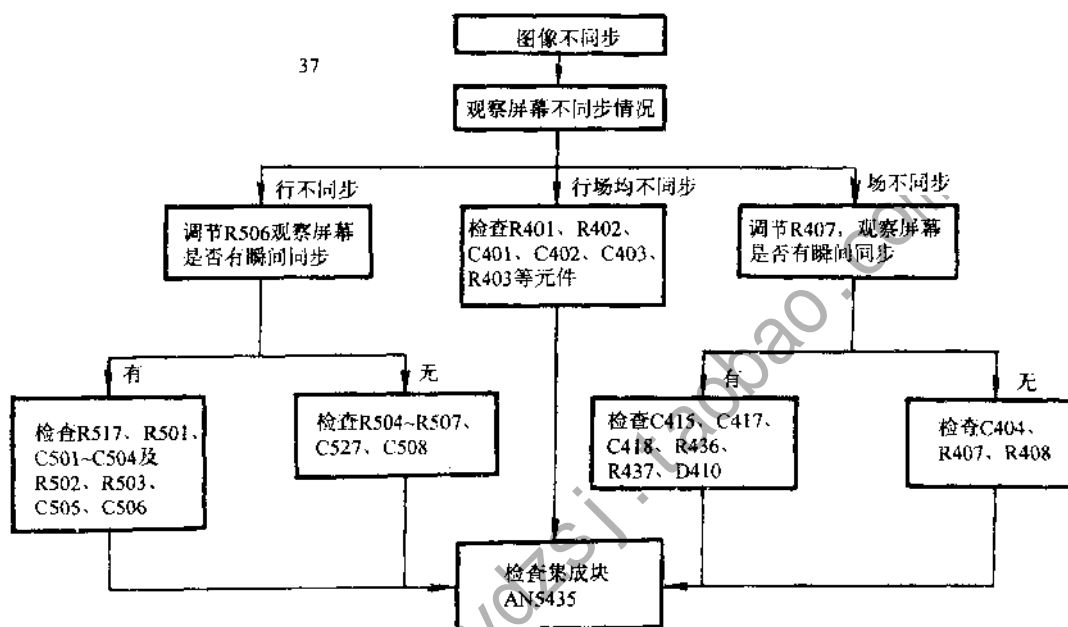 图像不同步
37
观察屏幕不同步情况
行不同步
行场均不同步
场不同步
调节R506观察屏幕
是否有瞬间同步
检查R401、R402、
C401、C402、C403、
R403等元件
调节R407，观察屏幕
是否有瞬间同步
有
无
有
无
检查R517、R501、
C501~C504及
R502、R503、
C505、C506
检查R504~R507、
C527、C508
检查C415、C417、
C418、R436、
R437、D410
检查C404、
R407、R408
检查集成块
AN5435
vdzsj.taobao.com